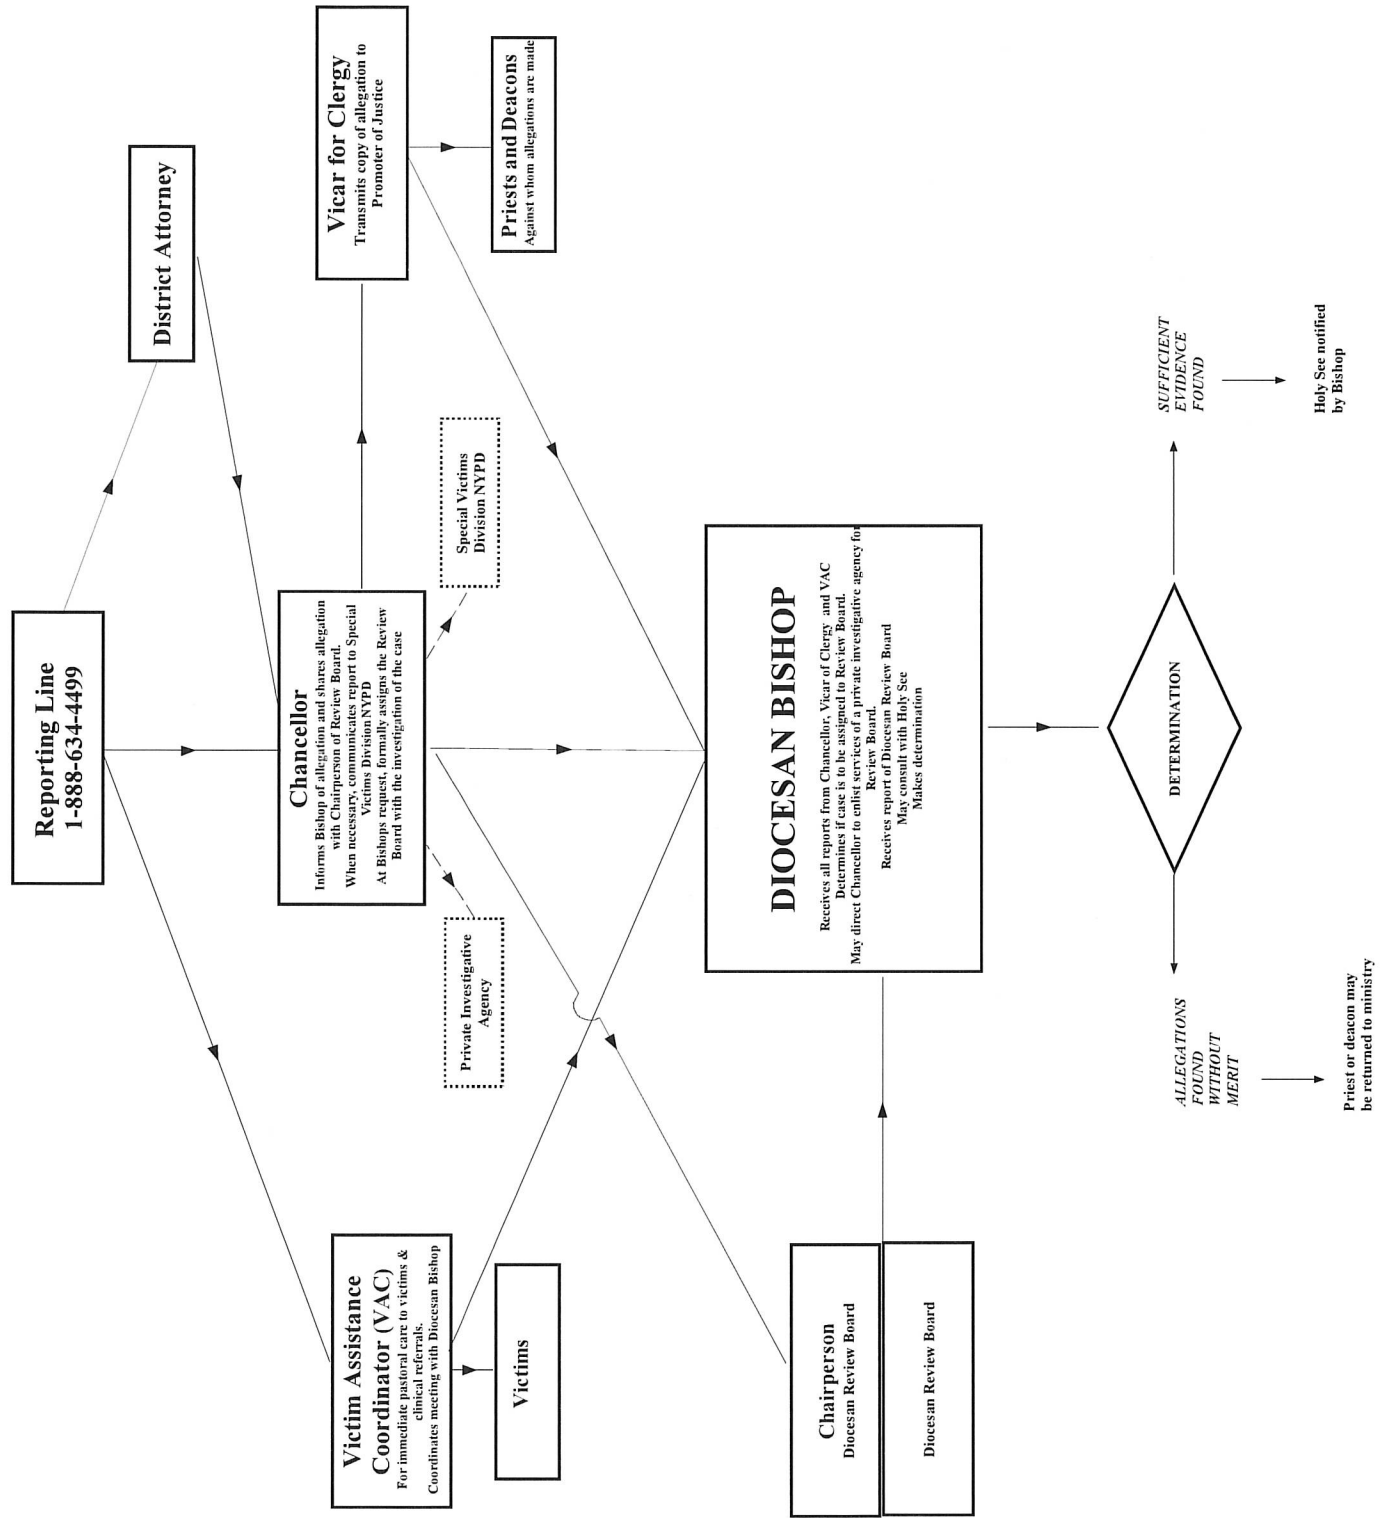 Reporting Line
1-888-634-4499
District Attorney
Victim Assistance
Coordinator (VAC)
For immediate pastoral care to victims &
clinical referrals.
Coordinates meeting with Diocesan Bishop
Chancellor
Informs Bishop of allegation and shares allegation
with Chairperson of Review Board.
When necessary, communicates report to Special
Victims Division NYPD
At Bishops request, formally assigns the Review
Board with the investigation of the case
Vicar for Clergy
Transmits copy of allegation to
Promoter of Justice
Victims
Private Investigative
Agency
Special Victims
Division NYPD
Priests and Deacons
Against whom allegations are made
Chairperson
Diocesan Review Board
Diocesan Review Board
DIOCESAN BISHOP
Receives all reports from Chancellor, Vicar of Clergy and VAC
Determines if case is to be assigned to Review Board.
May direct Chancellor to enlist services of a private investigative agency for
Review Board.
Receives report of Diocesan Review Board
May consult with Holy See
Makes determination
DETERMINATION
ALLEGATIONS
FOUND
WITHOUT
MERIT
SUFFICIENT
EVIDENCE
FOUND
Priest or deacon may
be returned to ministry
Holy See notified
by Bishop